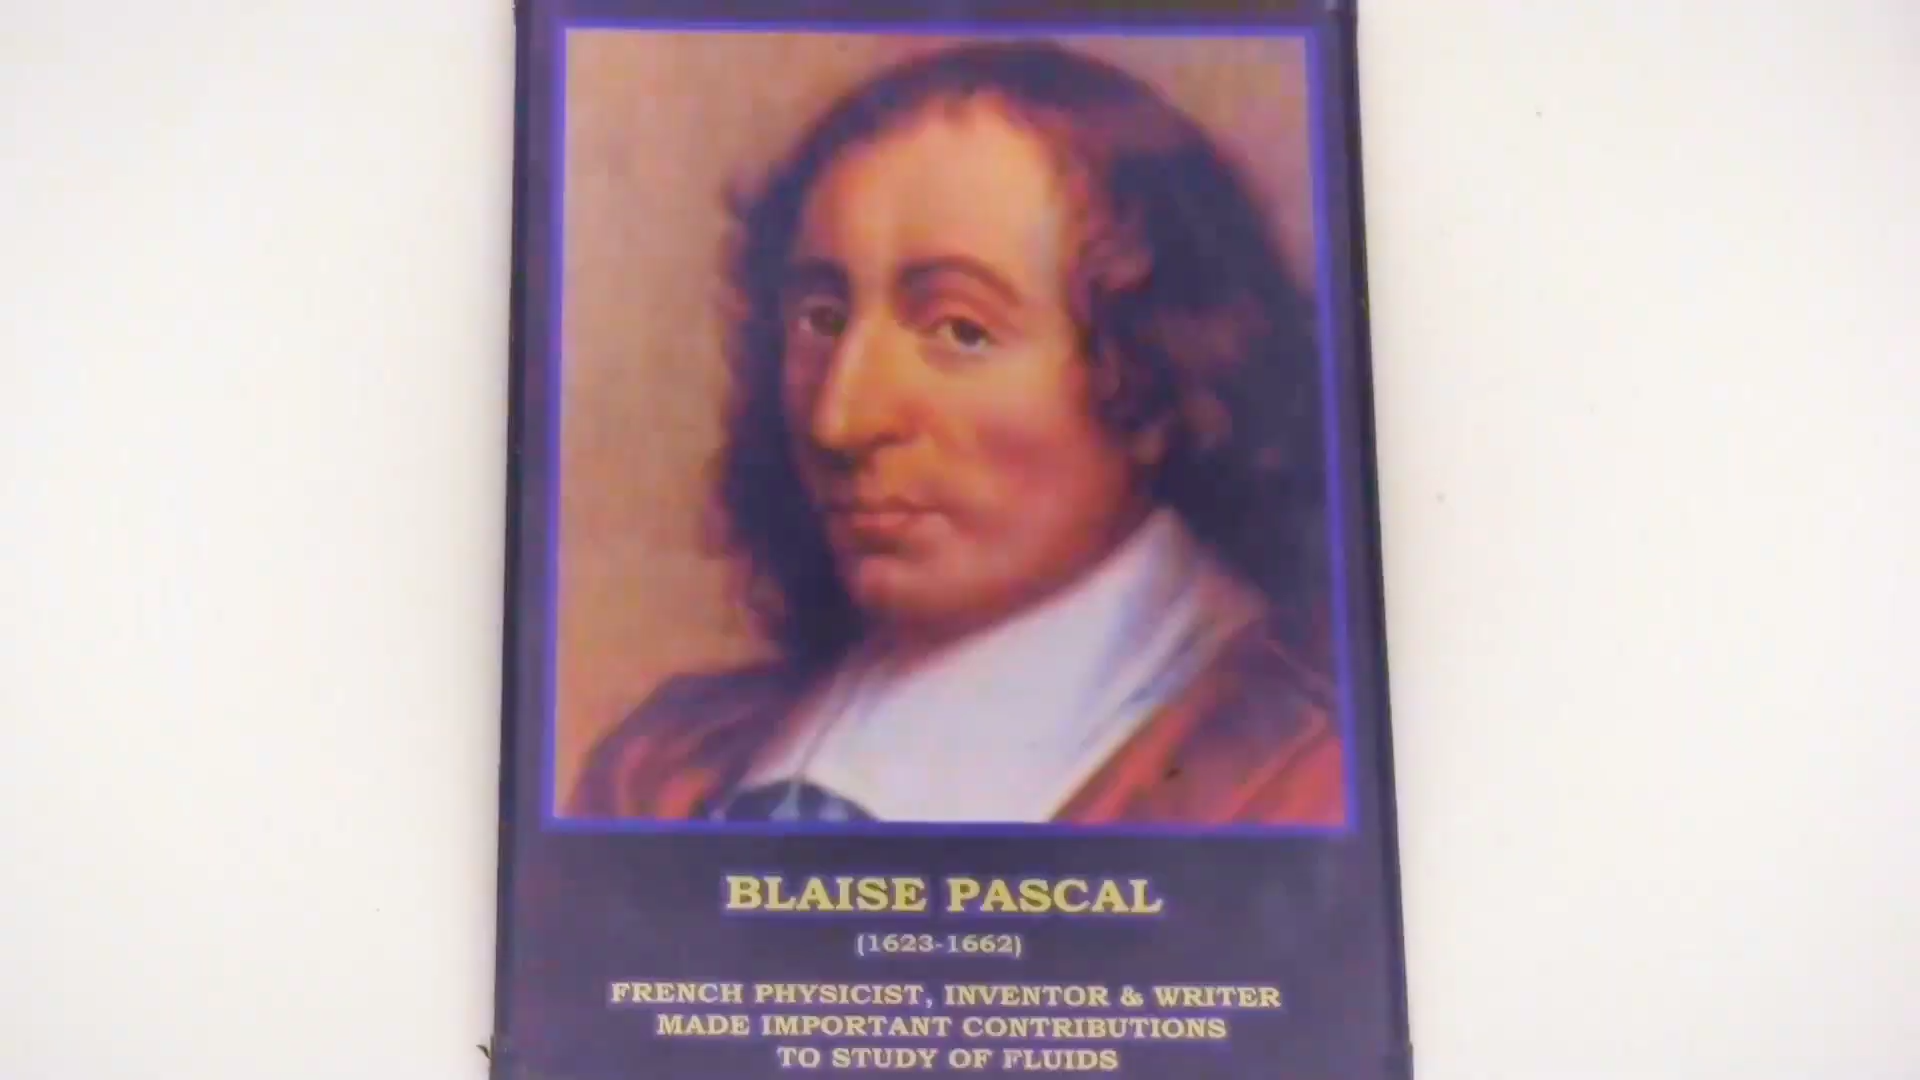 BLAISE PASCAL
(1623-1662)
FRENCH PHYSICIST, INVENTOR & WRITER
MADE IMPORTANT CONTRIBUTIONS
TO STUDY OF FLUIDS